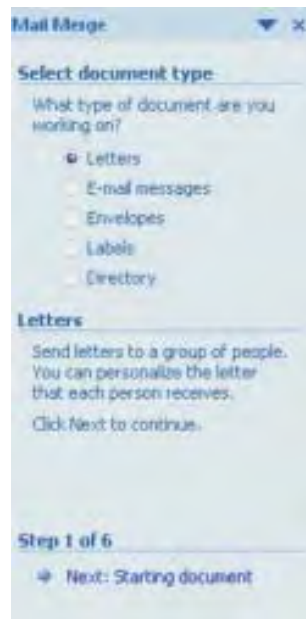 Mail Merge
Select document type
What type of document are you
working on?
Letters
E-mail messages
Envelopes
Labels
Directory
Letters
Send letters to a group of people.
You can personalize the letter
that each person receives.
Click Next to continue.
Step 1 of 6
Next: Starting document